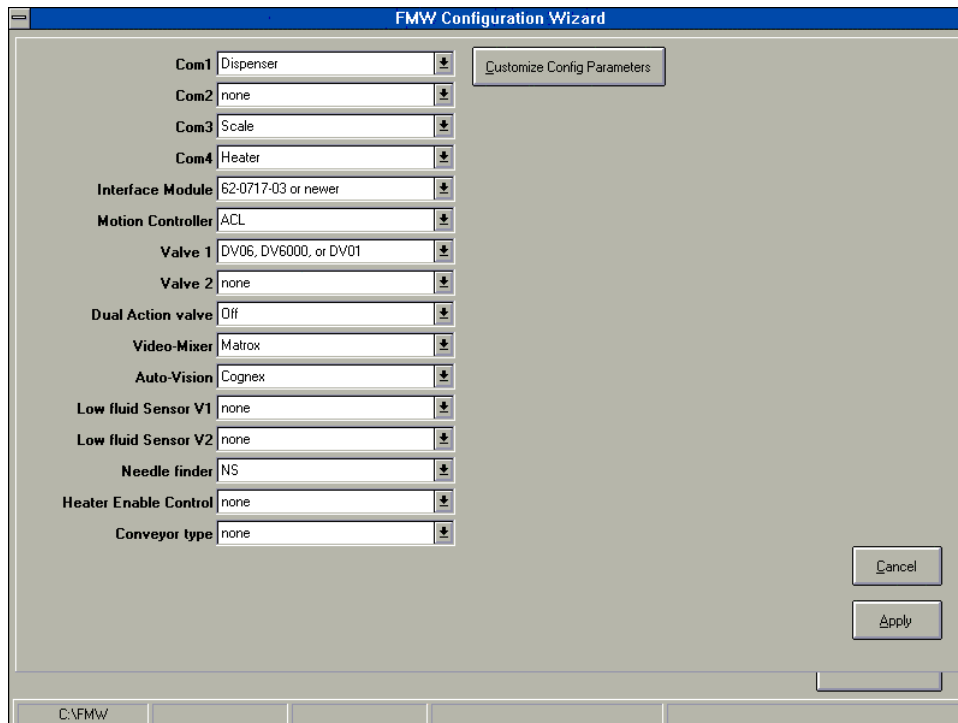 FMW Configuration Wizard
Com1 Dispenser Customize Config Parameters
Com2 none
Com3 Scale
Com4 Heater
Interface Module 62-0717-03 or newer
Motion Controller ACL
Valve 1 DV06, DV6000, or DV01
Valve 2 none
Dual Action valve Off
Video-Mixer Matrox
Auto-Vision Cognex
Low fluid Sensor V1 none
Low fluid Sensor V2 none
Needle finder NS
Heater Enable Control none
Conveyor type none
Cancel
Apply
C:\FMW